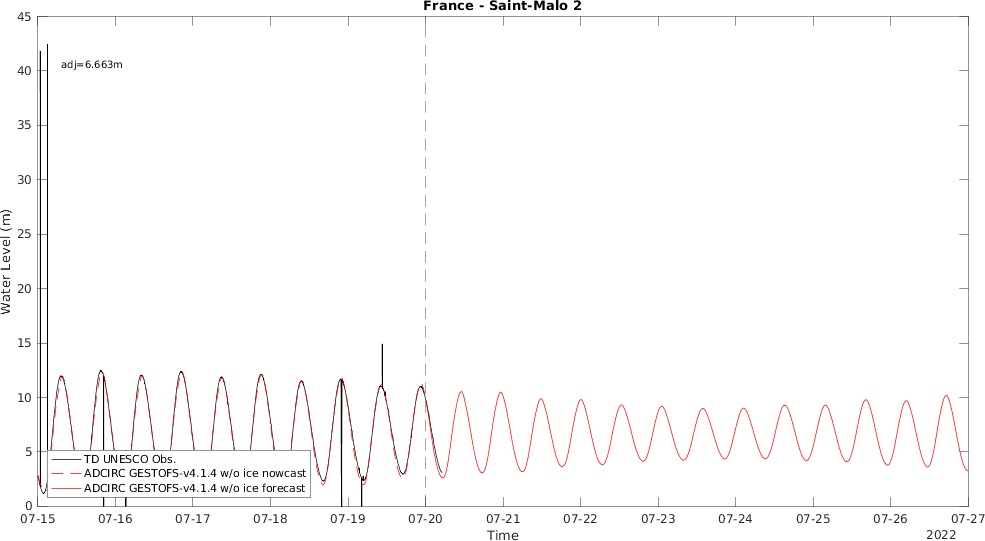 France - Saint-Malo 2
45
40
35
30
25
20
15
10
5
0
Water Level (m)
adj=6.663m
TD UNESCO Obs.
ADCIRC GESTOFS-v4.1.4 w/o ice nowcast
ADCIRC GESTOFS-v4.1.4 w/o ice forecast
07-15 07-16 07-17 07-18 07-19 07-20 07-21 07-22 07-23 07-24 07-25 07-26 07-27
Time
2022